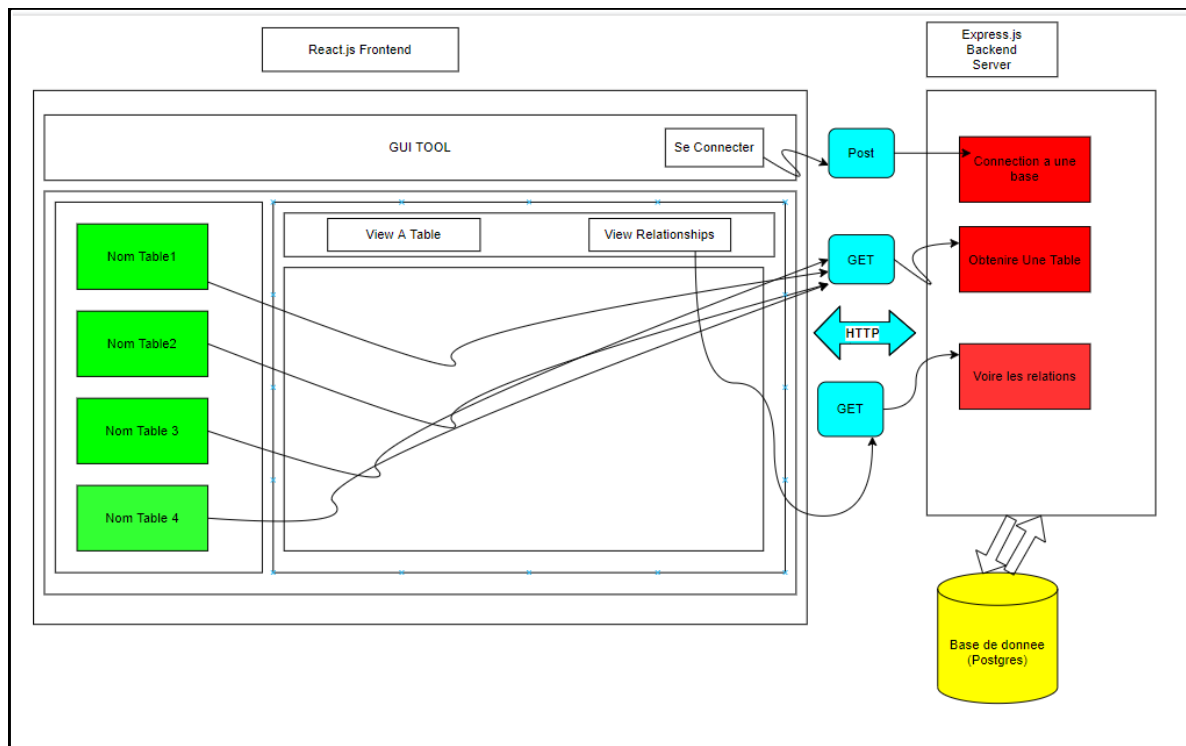 React.js Frontend
Express.js
Backend
Server
GUI TOOL
Se Connecter
Post
Connection a une
base
Nom Table1
View A Table
View Relationships
GET
Obtenire Une Table
Nom Table2
HTTP
Voire les relations
Nom Table 3
GET
Nom Table 4
Base de donnee
(Postgres)